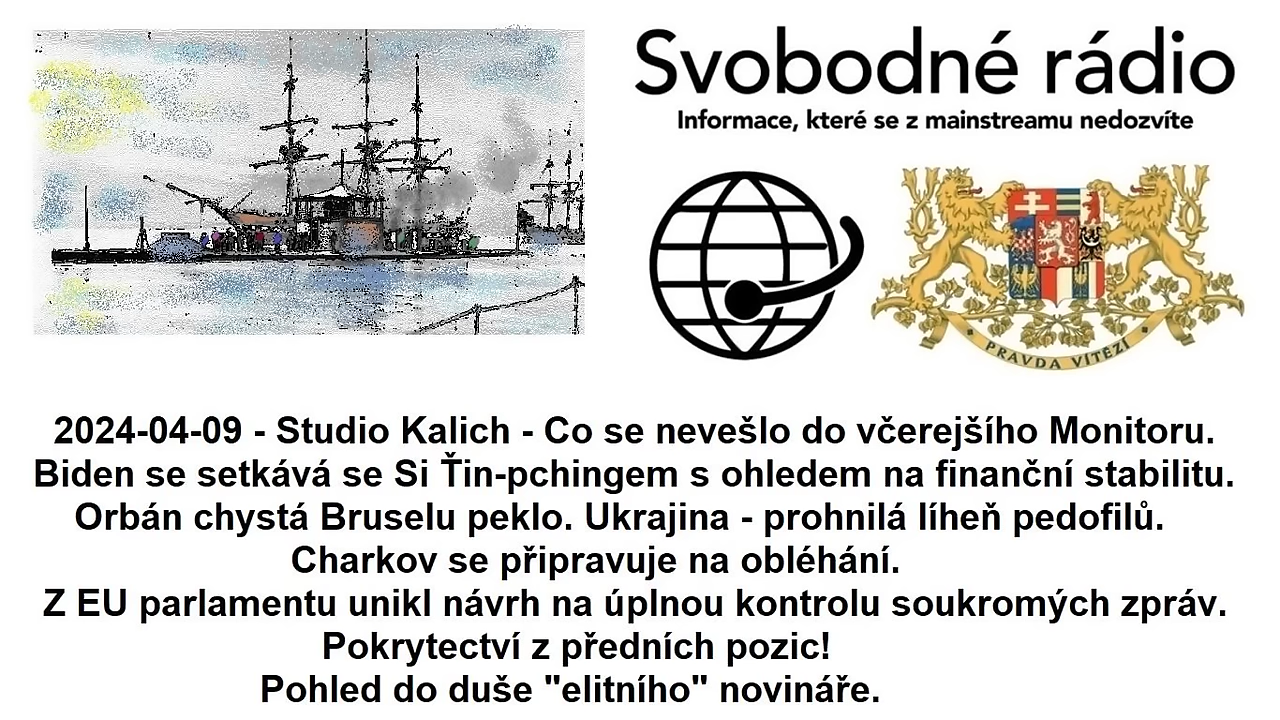 Svobodné rádio
Informace, které se z mainstreamu nedozvíte
PRAVDA VÍTĚZÍ
2024-04-09 - Studio Kalich - Co se nevešlo do včerejšího Monitoru.
Biden se setkává se Si Ťin-pchingem s ohledem na finanční stabilitu.
Orbán chystá Bruselu peklo. Ukrajina - prohnilá líheň pedofilů.
Charkov se připravuje na obléhání.
Z EU parlamentu unikl návrh na úplnou kontrolu soukromých zpráv.
Pokrytectví z předních pozic!
Pohled do duše "elitního" novináře.